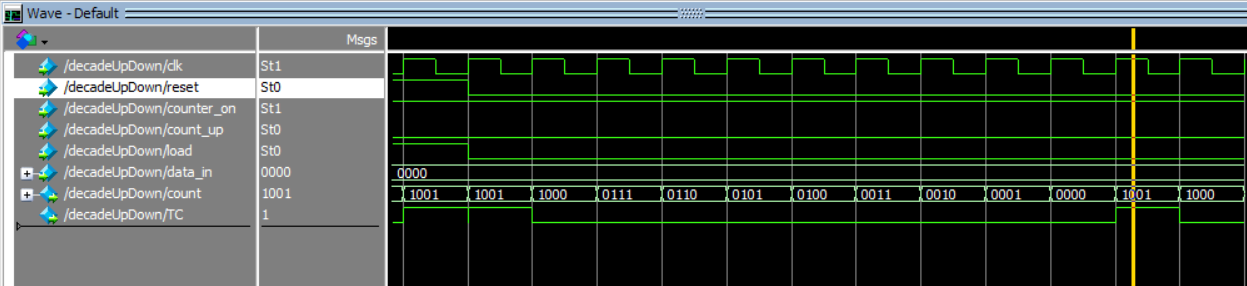 Wave - Default
Msgs
/decadeUpDown/clk St1
/decadeUpDown/reset St0
/decadeUpDown/counter_on St1
/decadeUpDown/count_up St0
/decadeUpDown/load St0
/decadeUpDown/data_in 0000 0000
/decadeUpDown/count 1001 1001 1001 1000 0111 0110 0101 0100 0011 0010 0001 0000 1001 1000
/decadeUpDown/TC 1